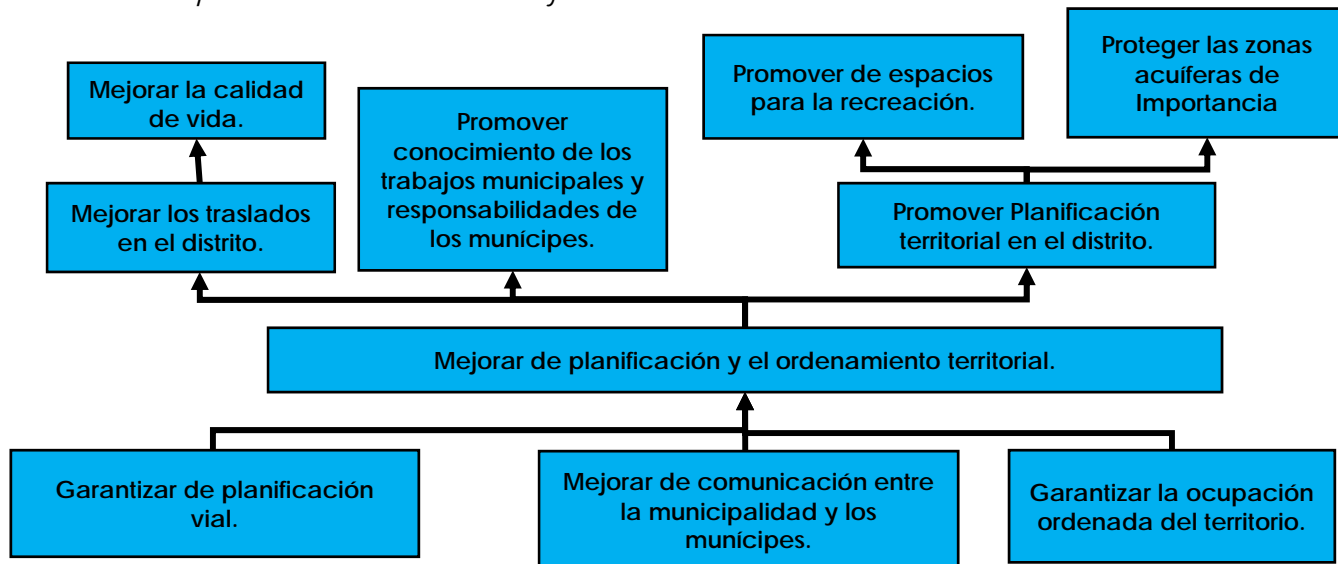 Mejorar la calidad
de vida.
Promover
conocimiento de los
trabajos municipales y
responsabilidades de
los munícipes.
Promover de espacios
para la recreación.
Proteger las zonas
acuíferas de
Importancia
Mejorar los traslados
en el distrito.
Promover Planificación
territorial en el distrito.
Mejorar de planificación y el ordenamiento territorial.
Garantizar de planificación
vial.
Mejorar de comunicación entre
la municipalidad y los
munícipes.
Garantizar la ocupación
ordenada del territorio.